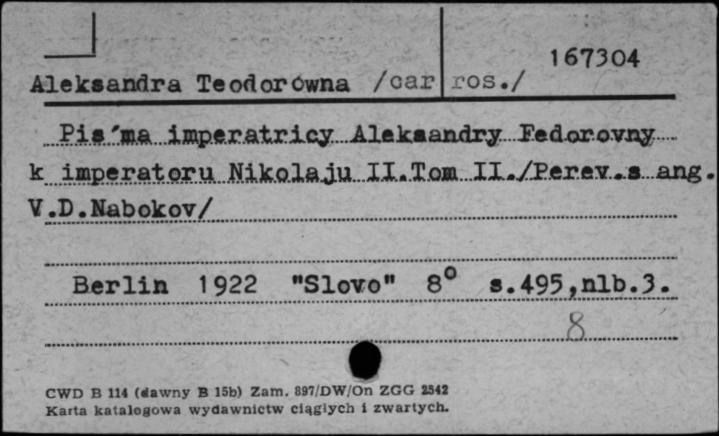 167304
Aleksandra Teodorówna /car ros./
Pis´ma imperatricy Aleksandry Fedorovny
k imperatoru Nikolaju II.Tom II./Perev.s ang.
V.D.Nabokov/
Berlin 1922 "Slovo" 8° s.495,nlb.3.
8
CWD B 114 (dawny B 15b) Zam. 897/DW/On ZGG 2542
Karta katalogowa wydawnictw ciągłych i zwartych.